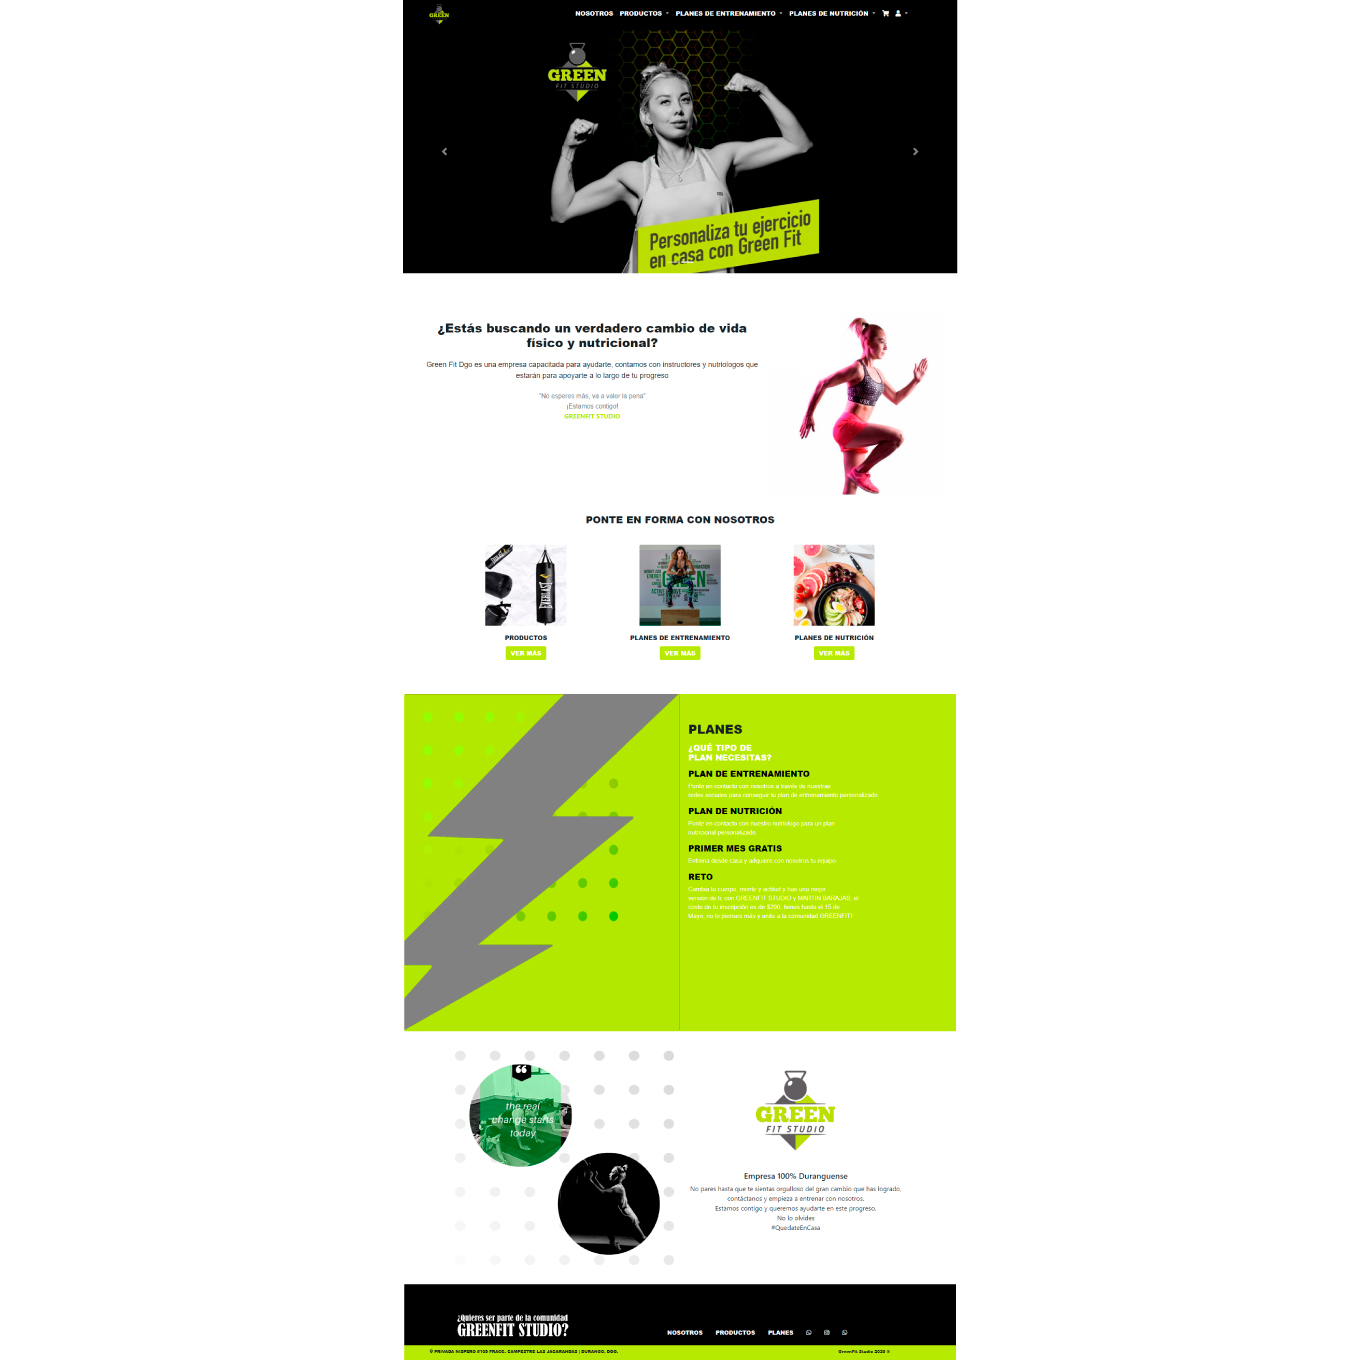 GREEN
NOSOTROS PRODUCTOS PLANES DE ENTRENAMIENTO PLANES DE NUTRICIÓN
GREEN
FIT STUDIO
Personaliza tu ejercicio
en casa con Green Fit
¿Estás buscando un verdadero cambio de vida
físico y nutricional?
Green Fit Dgo es una empresa capacitada para ayudarte, contamos con instructores y nutriologos que
estarán para apoyarte a lo largo de tu progreso
"No esperes más, va a valer la pena"
¡Estamos contigo!
GREENFIT STUDIO
PONTE EN FORMA CON NOSOTROS
EVERLAST
GREEN
PRODUCTOS
PLANES DE ENTRENAMIENTO
PLANES DE NUTRICIÓN
VER MÁS
VER MÁS
VER MÁS
PLANES
¿QUÉ TIPO DE
PLAN NECESITAS?
PLAN DE ENTRENAMIENTO
Ponte en contacto con nosotros a través de nuestras
redes sociales para conseguir tu plan de entrenamiento personalizado.
PLAN DE NUTRICIÓN
Ponte en contacto con nuestro nutriologo para un plan
nutricional personalizado.
PRIMER MES GRATIS
Entrena desde casa y adquiere con nosotros tu equipo
RETO
Cambia tu cuerpo, mente y actitud y haz una mejor
versión de ti, con GREENFIT STUDIO y MARTIN BARAJAS, el
costo de tu inscripción es de $200, tienes hasta el 15 de
Mayo, no lo pienses más y unite a la comunidad GREENFIT!
the real
change starts
today
GREEN
FIT STUDIO
Empresa 100% Duranguense
No pares hasta que te sientas orgulloso del gran cambio que has logrado,
contáctanos y empieza a entrenar con nosotros.
Estamos contigo y queremos ayudarte en este progreso.
No lo olvides
#QuedateEnCasa
¿Quieres ser parte de la comunidad
GREENFIT STUDIO?
NOSOTROS PRODUCTOS PLANES
PRIVADA NISPERO #109 FRACC. CAMPESTRE LAS JACARANDAS | DURANGO, DGO.
GreenFit Studio 2020 ®